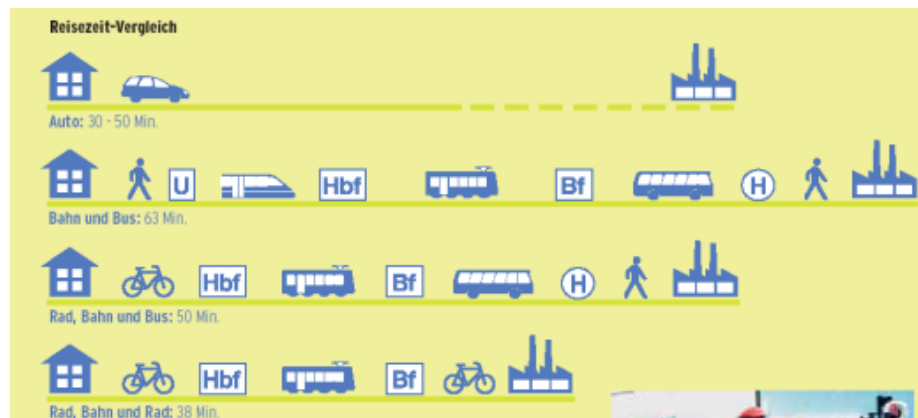 Reisezeit-Vergleich
Auto: 30 - 50 Min.
U Hbf Bf H
Bahn und Bus: 63 Min.
Hbf Bf H
Rad, Bahn und Bus: 50 Min.
Hbf Bf
Rad, Bahn und Rad: 38 Min.